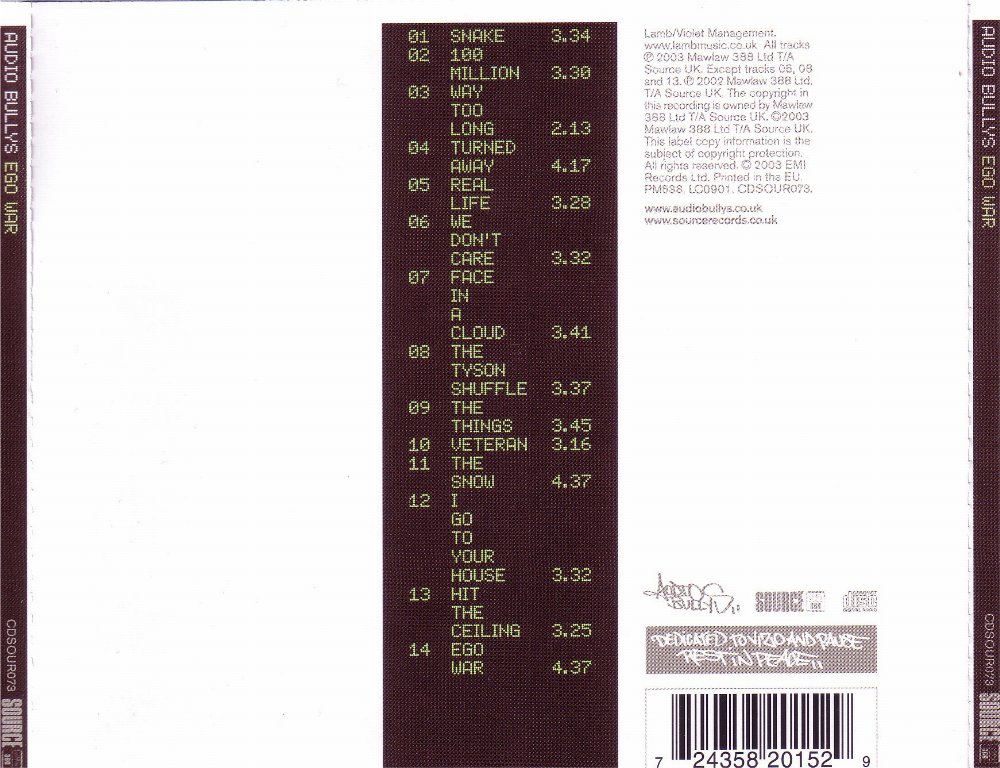 AUDIO BULLYS EGO WAR
CDSOUR073
SOURCE
01 SNAKE 3.34
02 100
MILLION 3.30
03 WAY
TOO
LONG 2.13
04 TURNED
AWAY 4.17
05 REAL
LIFE 3.28
06 WE
DON'T
CARE 3.32
07 FACE
IN
A
CLOUD 3.41
08 THE
TYSON
SHUFFLE 3.37
09 THE
THINGS 3.45
10 VETERAN 3.16
11 THE
SNOW 4.37
12 I
GO
TO
YOUR
HOUSE 3.32
13 HIT
THE
CEILING 3.25
14 EGO
WAR 4.37
Lamb/Violet Management.
www.lambmusic.co.uk All tracks
℗ 2003 Mawlaw 388 Ltd T/A
Source UK. Except tracks 06, 08
and 13. ℗ 2002 Mawlaw 388 Ltd.
T/A Source UK. The copyright in
this recording is owned by Mawlaw
388 Ltd T/A Source UK. ©2003
Mawlaw 388 Ltd T/A Source UK.
This label copy information is the
subject of copyright protection.
All rights reserved. © 2003 EMI
Records Ltd. Printed in the EU.
PM538. LC0901. CDSOUR073.
www.audiobullys.co.uk
www.sourcerecords.co.uk
AUDIO
BULLYS
SOURCE
DEDICATED TO VIZO AND PAUSE
REST IN PEACE
7 24358 20152 9
AUDIO BULLYS EGO WAR
CDSOUR073
SOURCE